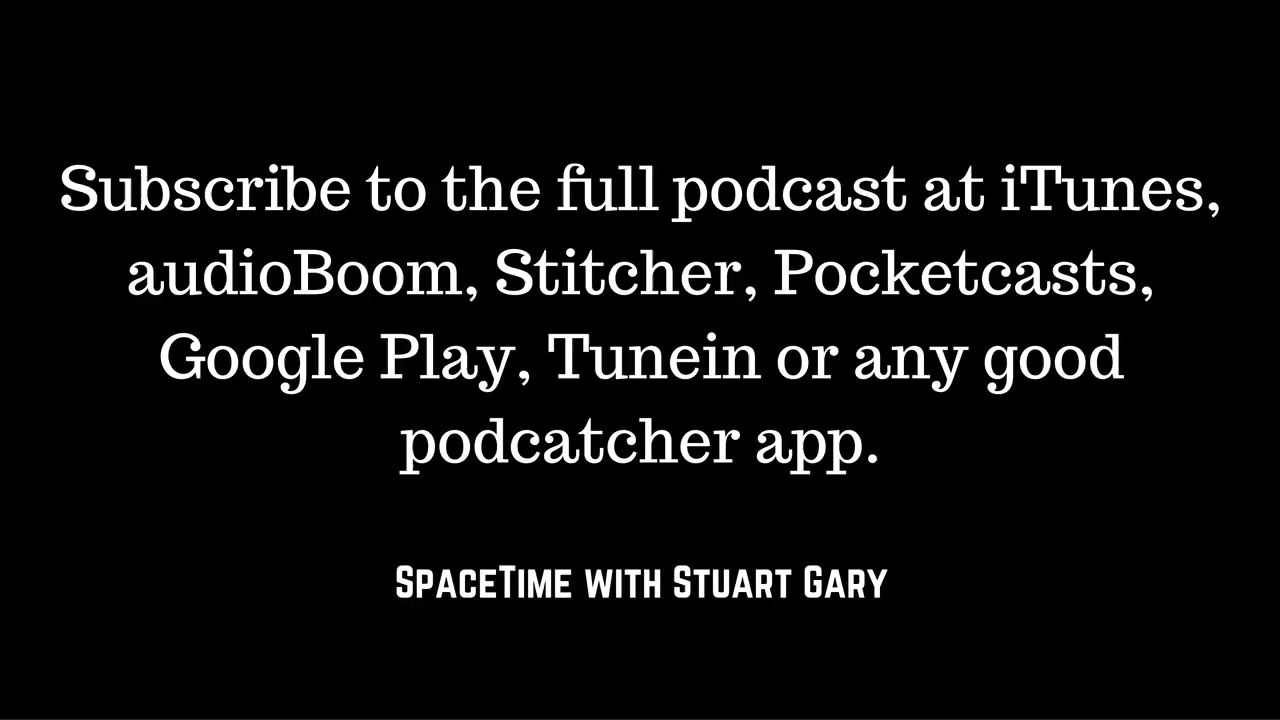 Subscribe to the full podcast at iTunes,
audioBoom, Stitcher, Pocketcasts,
Google Play, Tunein or any good
podcatcher app.
SpaceTime with Stuart Gary